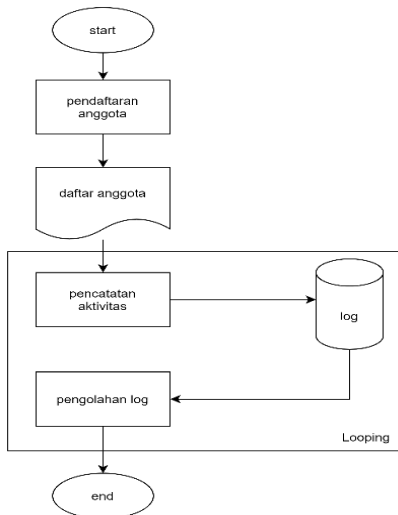 start
pendaftaran
anggota
daftar anggota
pencatatan
aktivitas
log
pengolahan log
Looping
end